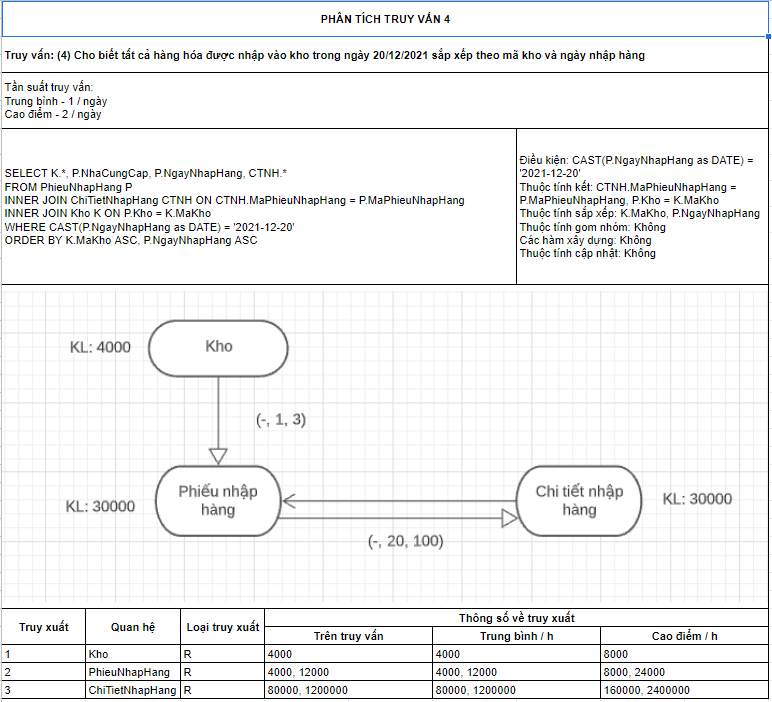 PHÂN TÍCH TRUY VẤN 4
Truy vấn: (4) Cho biết tất cả hàng hóa được nhập vào kho trong ngày 20/12/2021 sắp xếp theo mã kho và ngày nhập hàng
Tần suất truy vấn:
Trung bình - 1 / ngày
Cao điểm - 2 / ngày
SELECT K.*, P.NhaCungCap, P.NgayNhapHang, CTNH.*
FROM PhieuNhapHang P
INNER JOIN ChiTietNhapHang CTNH ON CTNH.MaPhieuNhapHang = P.MaPhieuNhapHang
INNER JOIN Kho K ON P.Kho = K.MaKho
WHERE CAST(P.NgayNhapHang as DATE) = '2021-12-20'
ORDER BY K.MaKho ASC, P.NgayNhapHang ASC
Điều kiện: CAST(P.NgayNhapHang as DATE) =
'2021-12-20'
Thuộc tính kết: CTNH.MaPhieuNhapHang =
P.MaPhieuNhapHang, P.Kho = K.MaKho
Thuộc tính sắp xếp: K.MaKho, P.NgayNhapHang
Thuộc tính gom nhóm: Không
Các hàm xây dựng: Không
Thuộc tính cập nhật: Không
KL: 4000
Kho
(-, 1, 3)
KL: 30000
Phiếu nhập
hàng
Chi tiết nhập
hàng
KL: 30000
(-, 20, 100)
Truy xuất Quan hệ Loại truy xuất Thông số về truy xuất
Trên truy vấn Trung bình / h Cao điểm / h
1 Kho R 4000 4000 8000
2 PhieuNhapHang R 4000, 12000 4000, 12000 8000, 24000
3 ChiTietNhapHang R 80000, 1200000 80000, 1200000 160000, 2400000